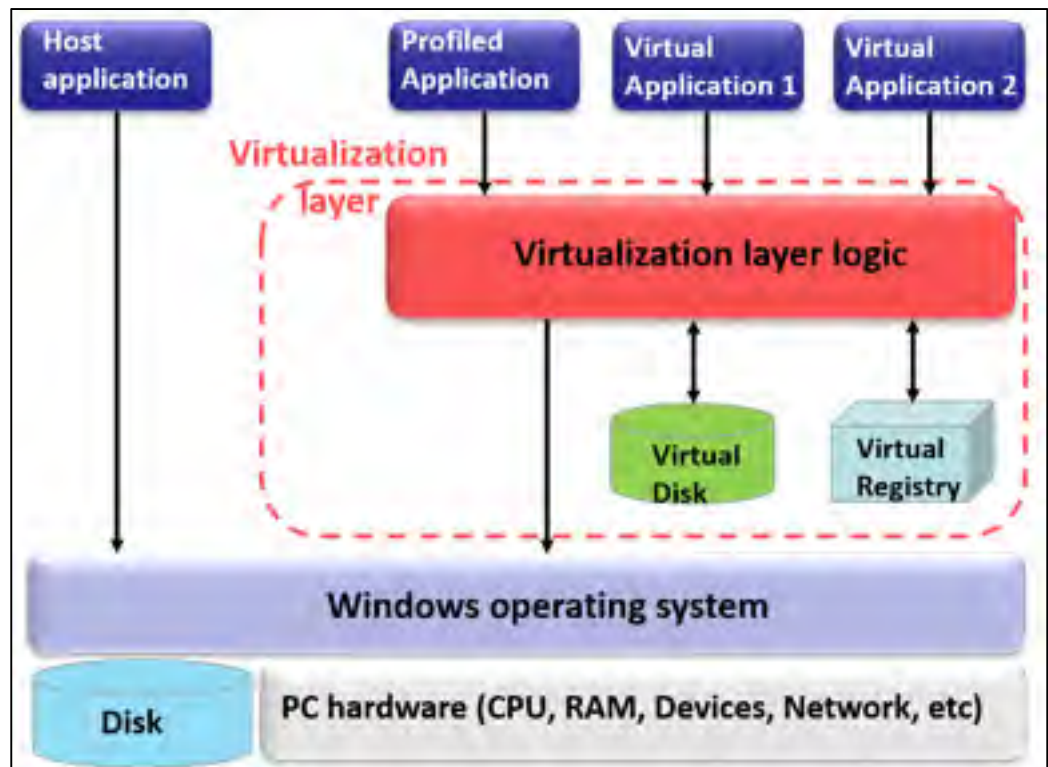 Host
application
Profiled
Application
Virtual
Application 1
Virtual
Application 2
Virtualization
layer
Virtualization layer logic
Virtual
Disk
Virtual
Registry
Windows operating system
Disk
PC hardware (CPU, RAM, Devices, Network, etc)